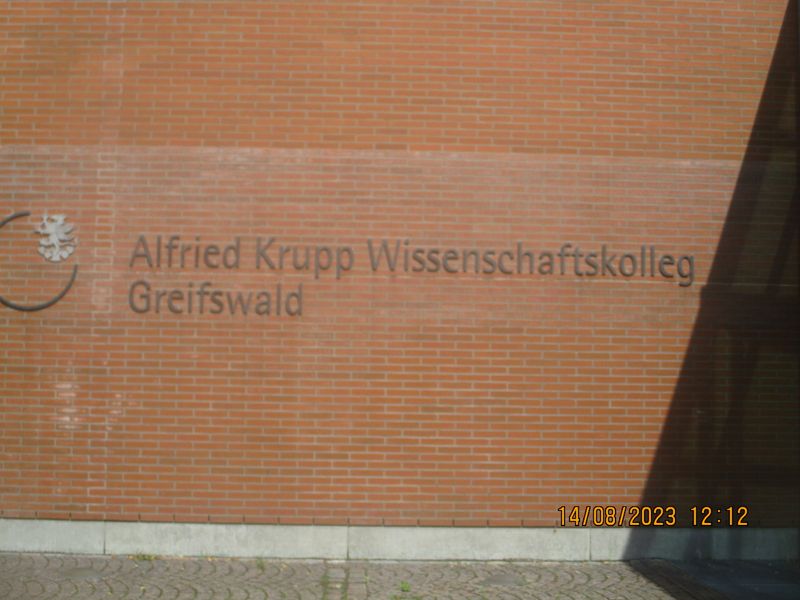 Alfried Krupp Wissenschaftskolleg
Greifswald
14/08/2023 12:12